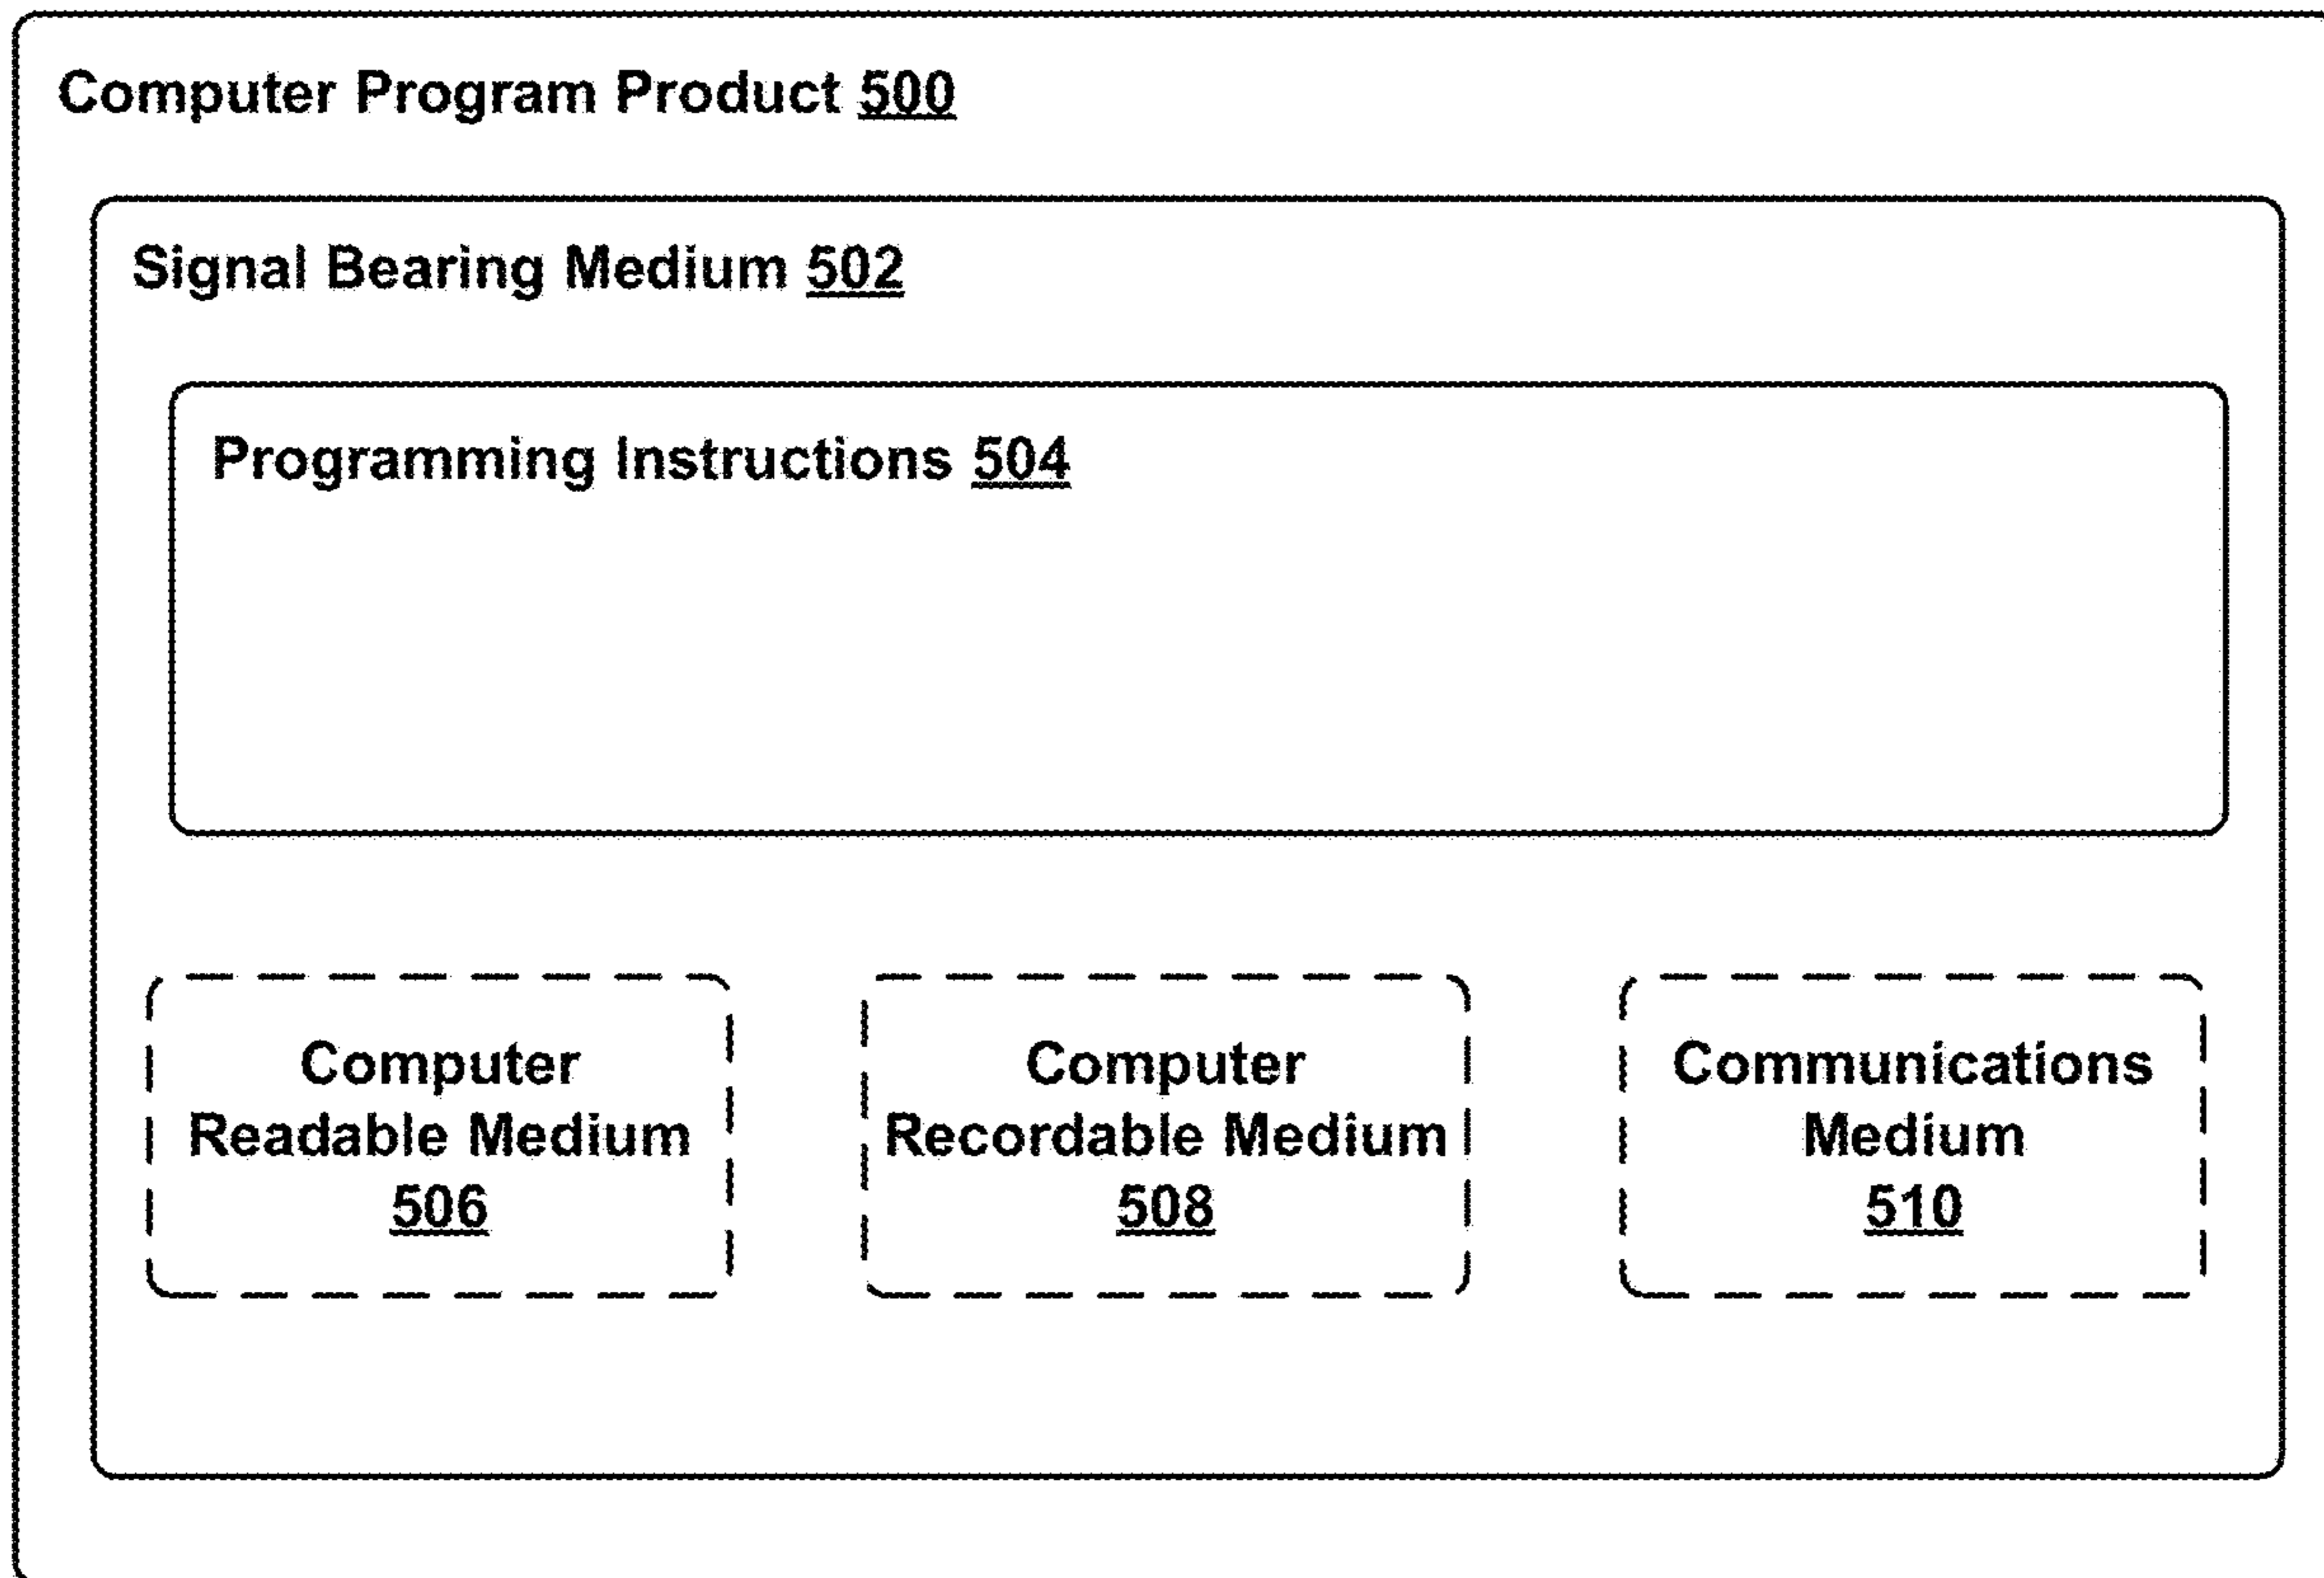 Computer Program Product 500
Signal Bearing Medium 502
Programming Instructions 504
Computer
Readable Medium
506
Computer
Recordable Medium
508
Communications
Medium
510